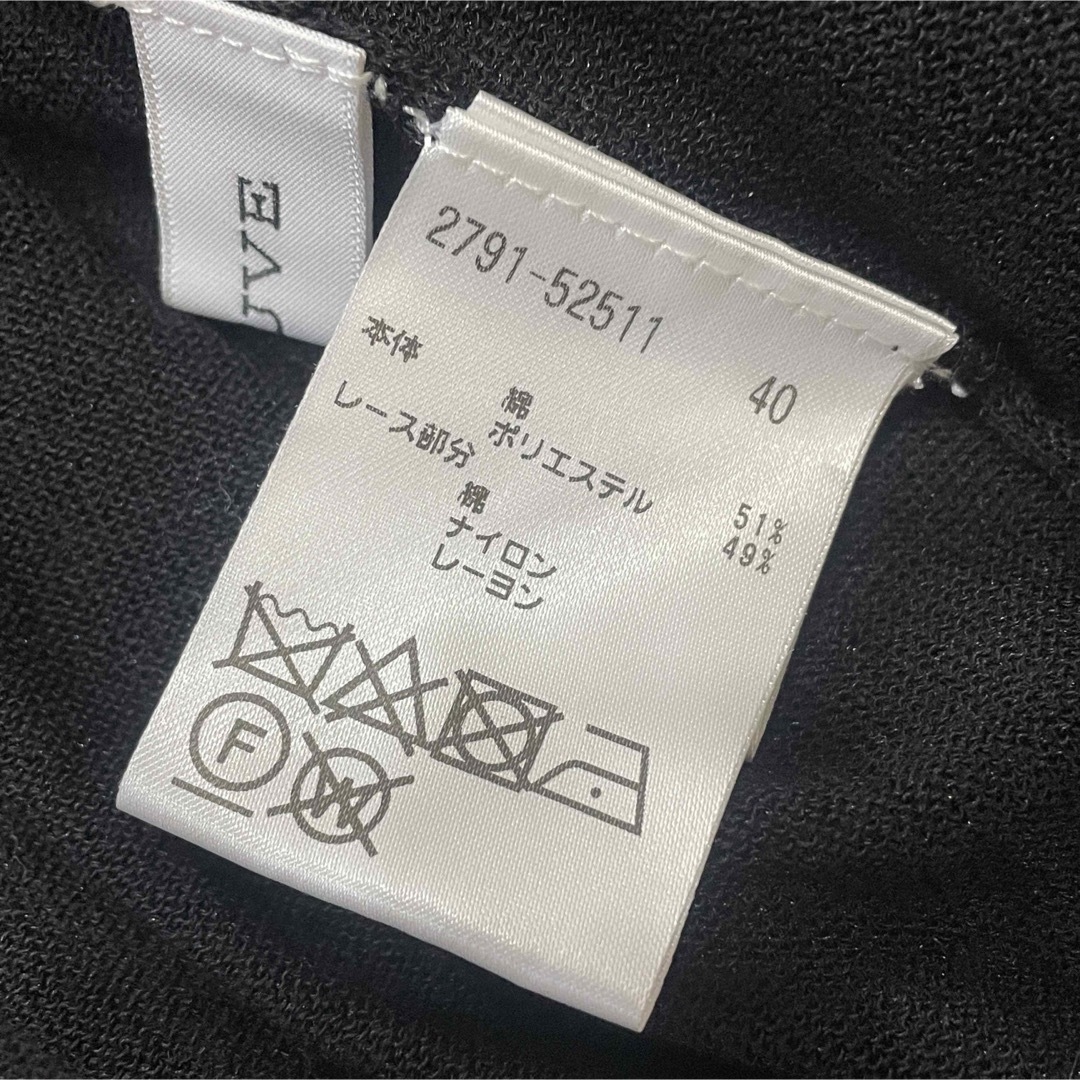 UVE
2791-52511
40
本体
綿 51%
ポリエステル 49%
レース部分
綿
ナイロン
レーヨン
F
W